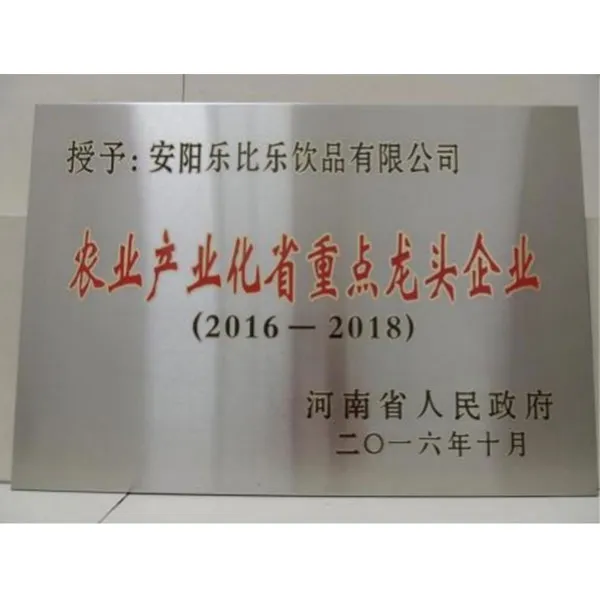 授予：安阳乐比乐饮品有限公司
农业产业化省重点龙头企业
(2016－2018)
河南省人民政府
二〇一六年十月